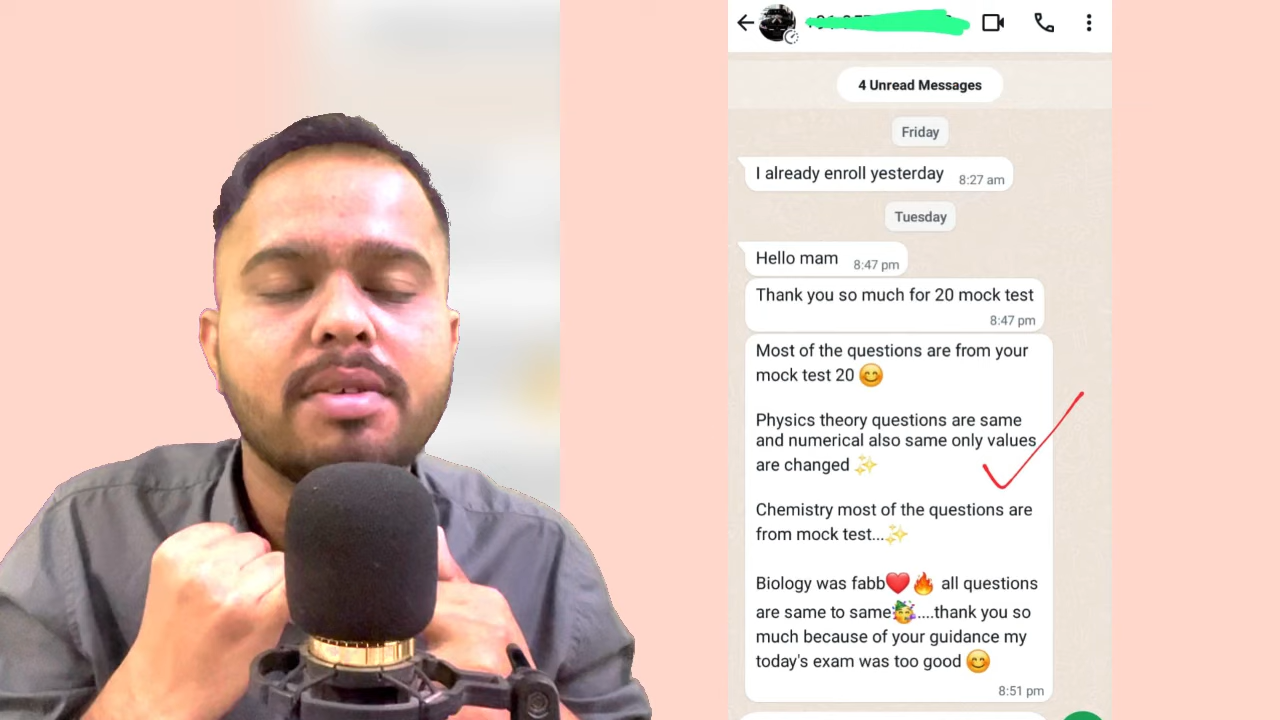 4 Unread Messages
Friday
I already enroll yesterday 8:27 am
Tuesday
Hello mam 8:47 pm
Thank you so much for 20 mock test
8:47 pm
Most of the questions are from your
mock test 20 😊
Physics theory questions are same
and numerical also same only values
are changed ✨
Chemistry most of the questions are
from mock test...✨
Biology was fabb❤️🔥 all questions
are same to same🥳....thank you so
much because of your guidance my
today's exam was too good 😊
8:51 pm